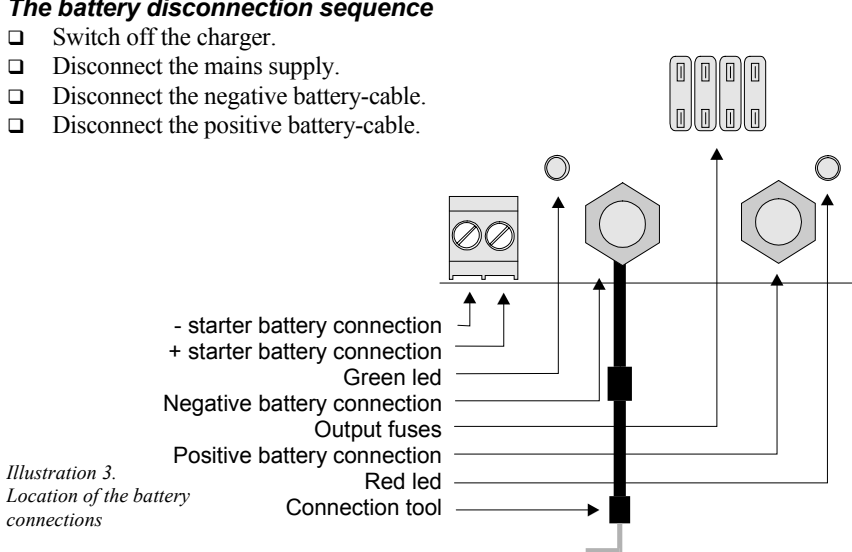 The battery disconnection sequence
❑ Switch off the charger.
❑ Disconnect the mains supply.
❑ Disconnect the negative battery-cable.
❑ Disconnect the positive battery-cable.
- starter battery connection
+ starter battery connection
Green led
Negative battery connection
Output fuses
Positive battery connection
Red led
Connection tool
Illustration 3.
Location of the battery
connections